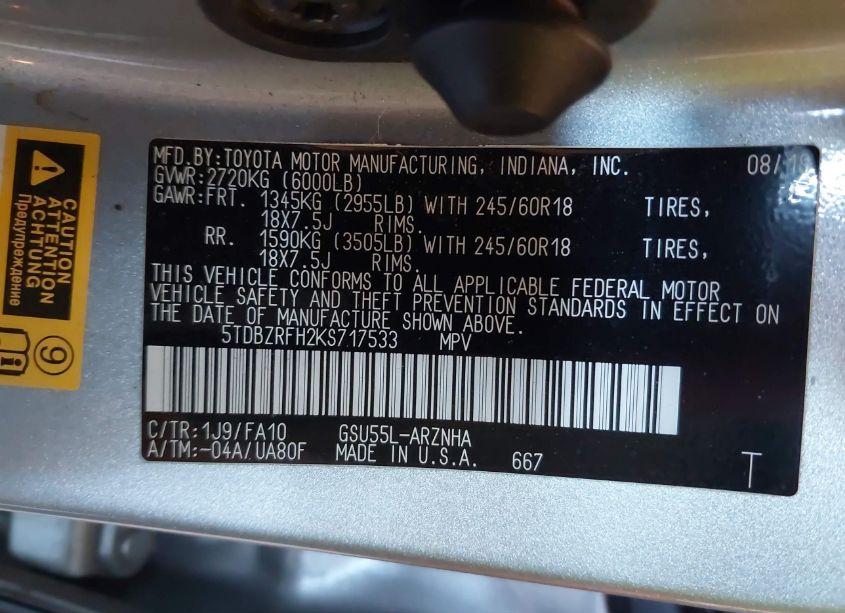 MFD.BY:TOYOTA MOTOR MANUFACTURING, INDIANA, INC. 08/18
GVWR:2720KG (6000LB)
GAWR:FRT. 1345KG (2955LB) WITH 245/60R18 TIRES,
18X7.5J RIMS.
RR. 1590KG (3505LB) WITH 245/60R18 TIRES,
18X7.5J RIMS.
THIS VEHICLE CONFORMS TO ALL APPLICABLE FEDERAL MOTOR
VEHICLE SAFETY AND THEFT PREVENTION STANDARDS IN EFFECT ON
THE DATE OF MANUFACTURE SHOWN ABOVE.
5TDBZRFH2KS717533 MPV
C/TR:1J9/FA10 GSU55L-ARZNHA
A/TM:-04A/UA80F MADE IN U.S.A. 667 T
CAUTION
ATTENTION
ACHTUNG
Предупреждение
9